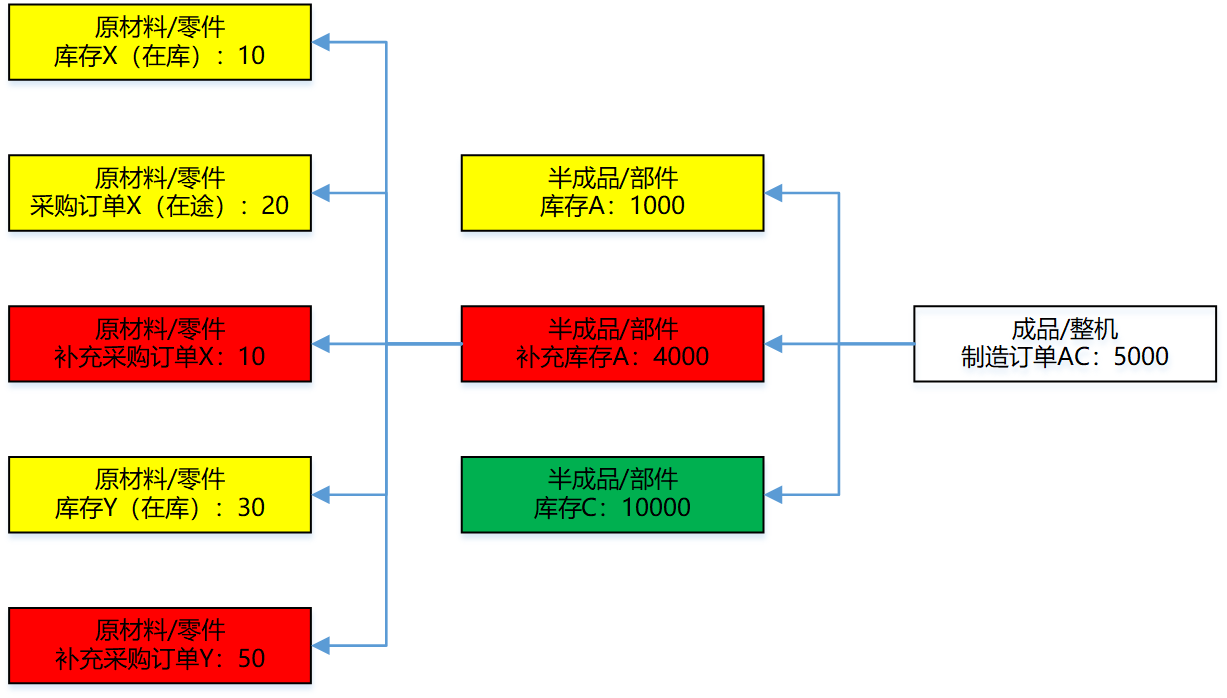 原材料/零件
库存X（在库）：10
原材料/零件
采购订单X（在途）：20
原材料/零件
补充采购订单X：10
原材料/零件
库存Y（在库）：30
原材料/零件
补充采购订单Y：50
半成品/部件
库存A：1000
半成品/部件
补充库存A：4000
半成品/部件
库存C：10000
成品/整机
制造订单AC：5000